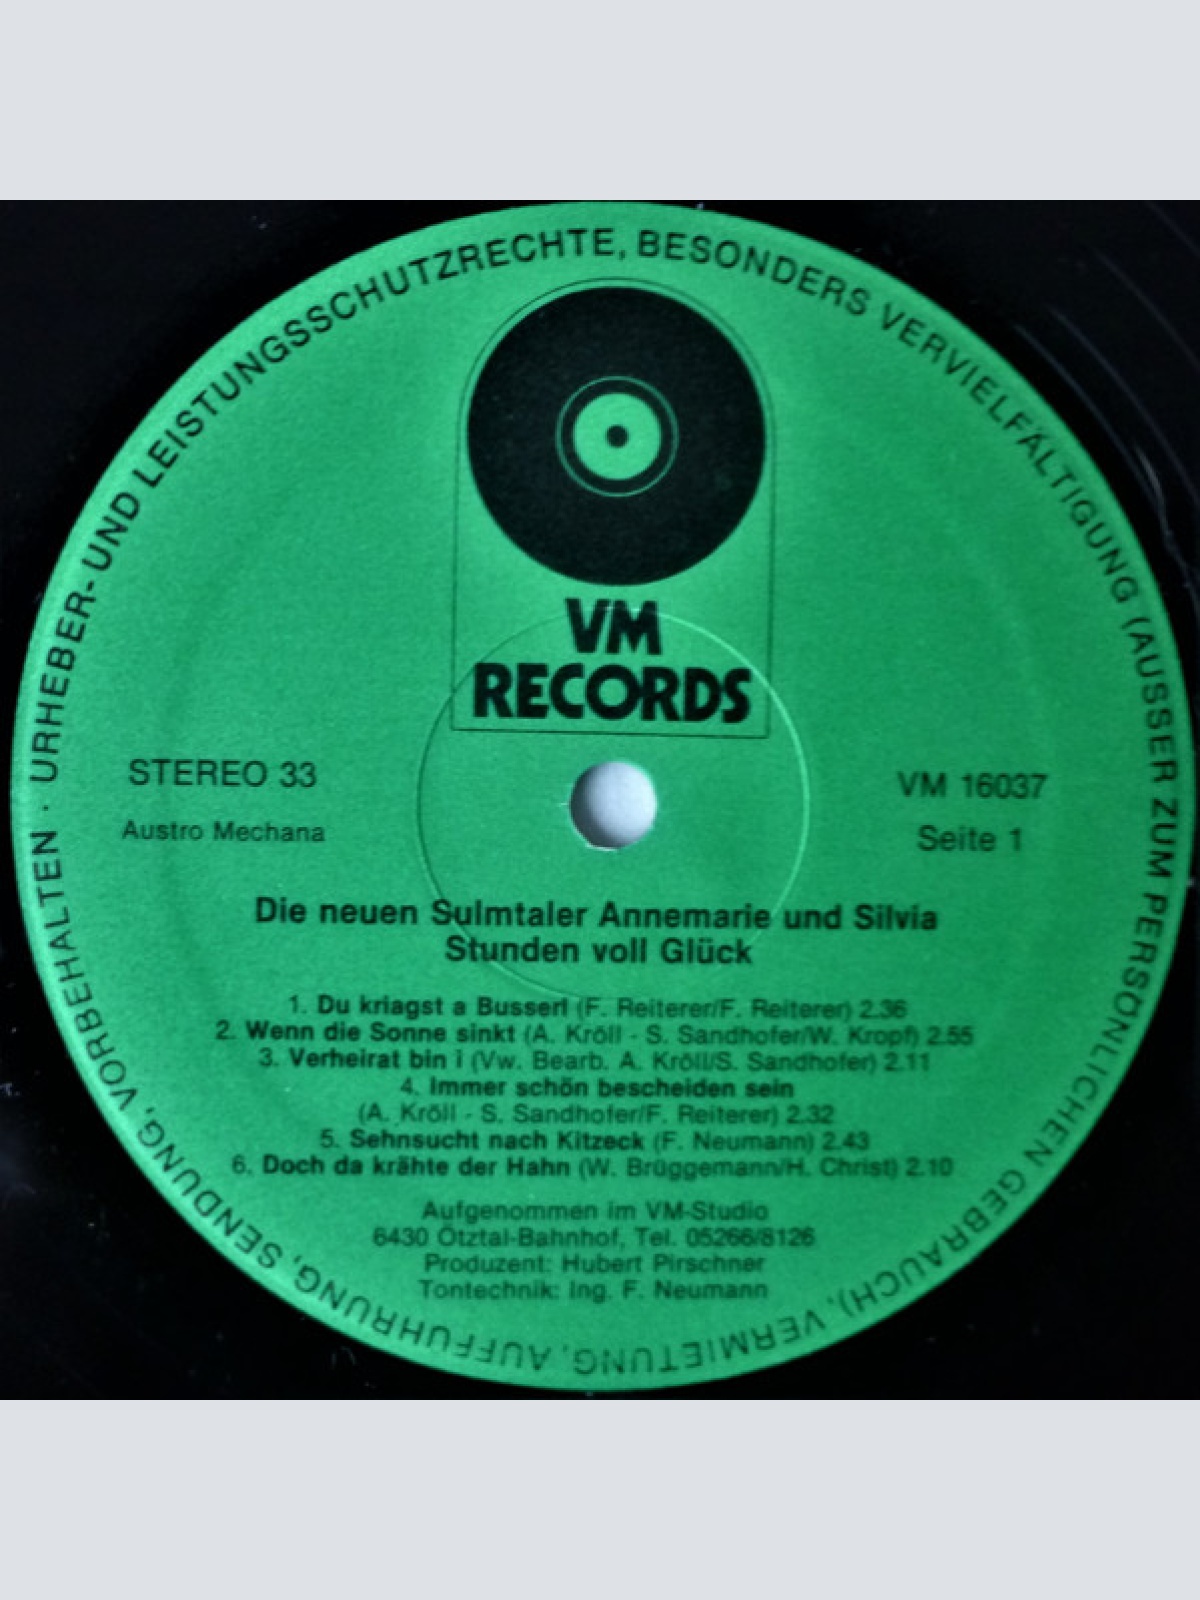 URHEBER- UND LEISTUNGSSCHUTZRECHTE, BESONDERS VERVIELFÄLTIGUNG (AUSSER ZUM PERSÖNLICHEN GEBRAUCH), VERMIETUNG, AUFFÜHRUNG, SENDUNG, VORBEHALTEN ·
VM
RECORDS
STEREO 33
VM 16037
Austro Mechana
Seite 1
Die neuen Sulmtaler Annemarie und Silvia
Stunden voll Glück
1. Du kriagst a Busserl (F. Reiterer/F. Reiterer) 2.36
2. Wenn die Sonne sinkt (A. Kröll - S. Sandhofer/W. Kropf) 2.55
3. Verheirat bin i (Vw. Bearb. A. Kröll/S. Sandhofer) 2.11
4. Immer schön bescheiden sein
(A. Kröll - S. Sandhofer/F. Reiterer) 2.32
5. Sehnsucht nach Kitzeck (F. Neumann) 2.43
6. Doch da krähte der Hahn (W. Brüggemann/H. Christ) 2.10
Aufgenommen im VM-Studio
6430 Ötztal-Bahnhof, Tel. 05266/8126
Produzent: Hubert Pirschner
Tontechnik: Ing. F. Neumann